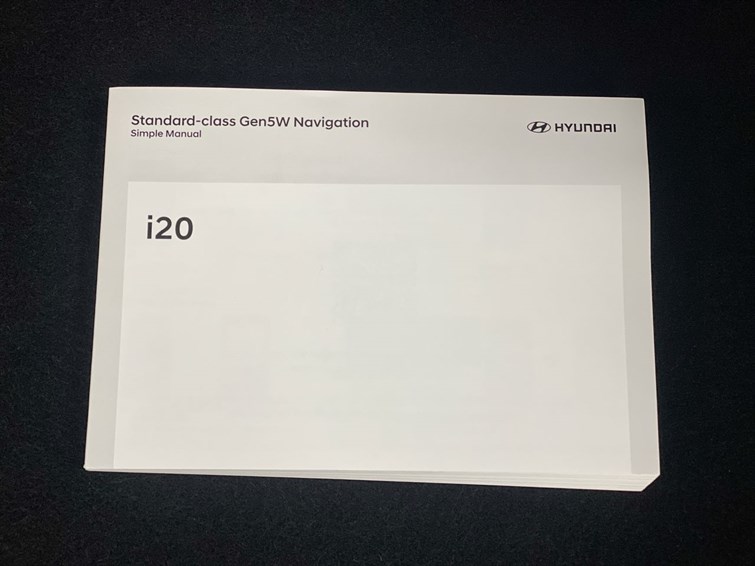 Standard-class Gen5W Navigation
Simple Manual
HYUNDAI
i20